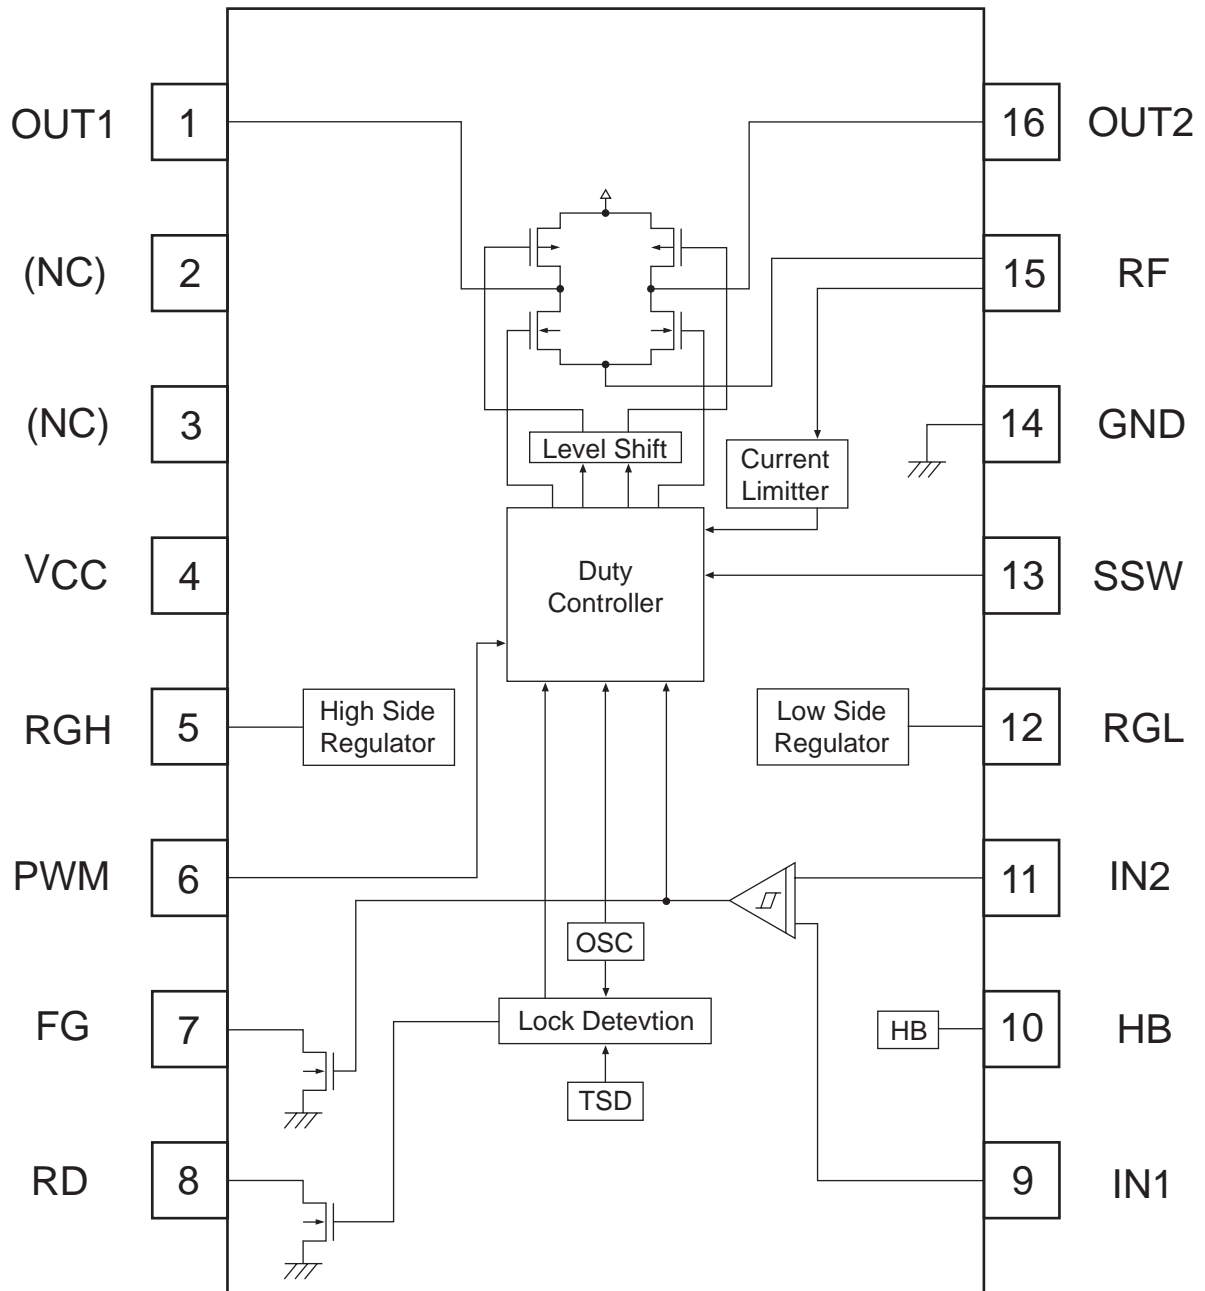 OUT1 1
16 OUT2
(NC) 2
15 RF
(NC) 3
14 GND
Level Shift
Current
Limitter
VCC 4
Duty
Controller
13 SSW
RGH 5
High Side
Regulator
Low Side
Regulator
12 RGL
PWM 6
11 IN2
OSC
FG 7
Lock Detevtion
HB
10 HB
TSD
RD 8
9 IN1